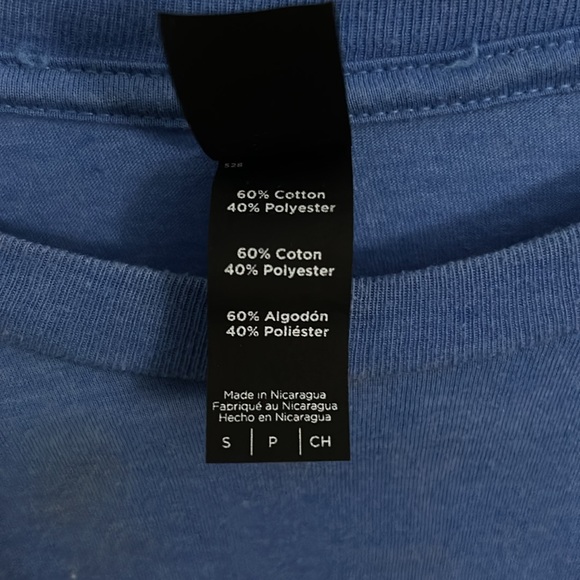 526
60% Cotton
40% Polyester
60% Coton
40% Polyester
60% Algodón
40% Poliéster
Made in Nicaragua
Fabriqué au Nicaragua
Hecho en Nicaragua
S | P | CH